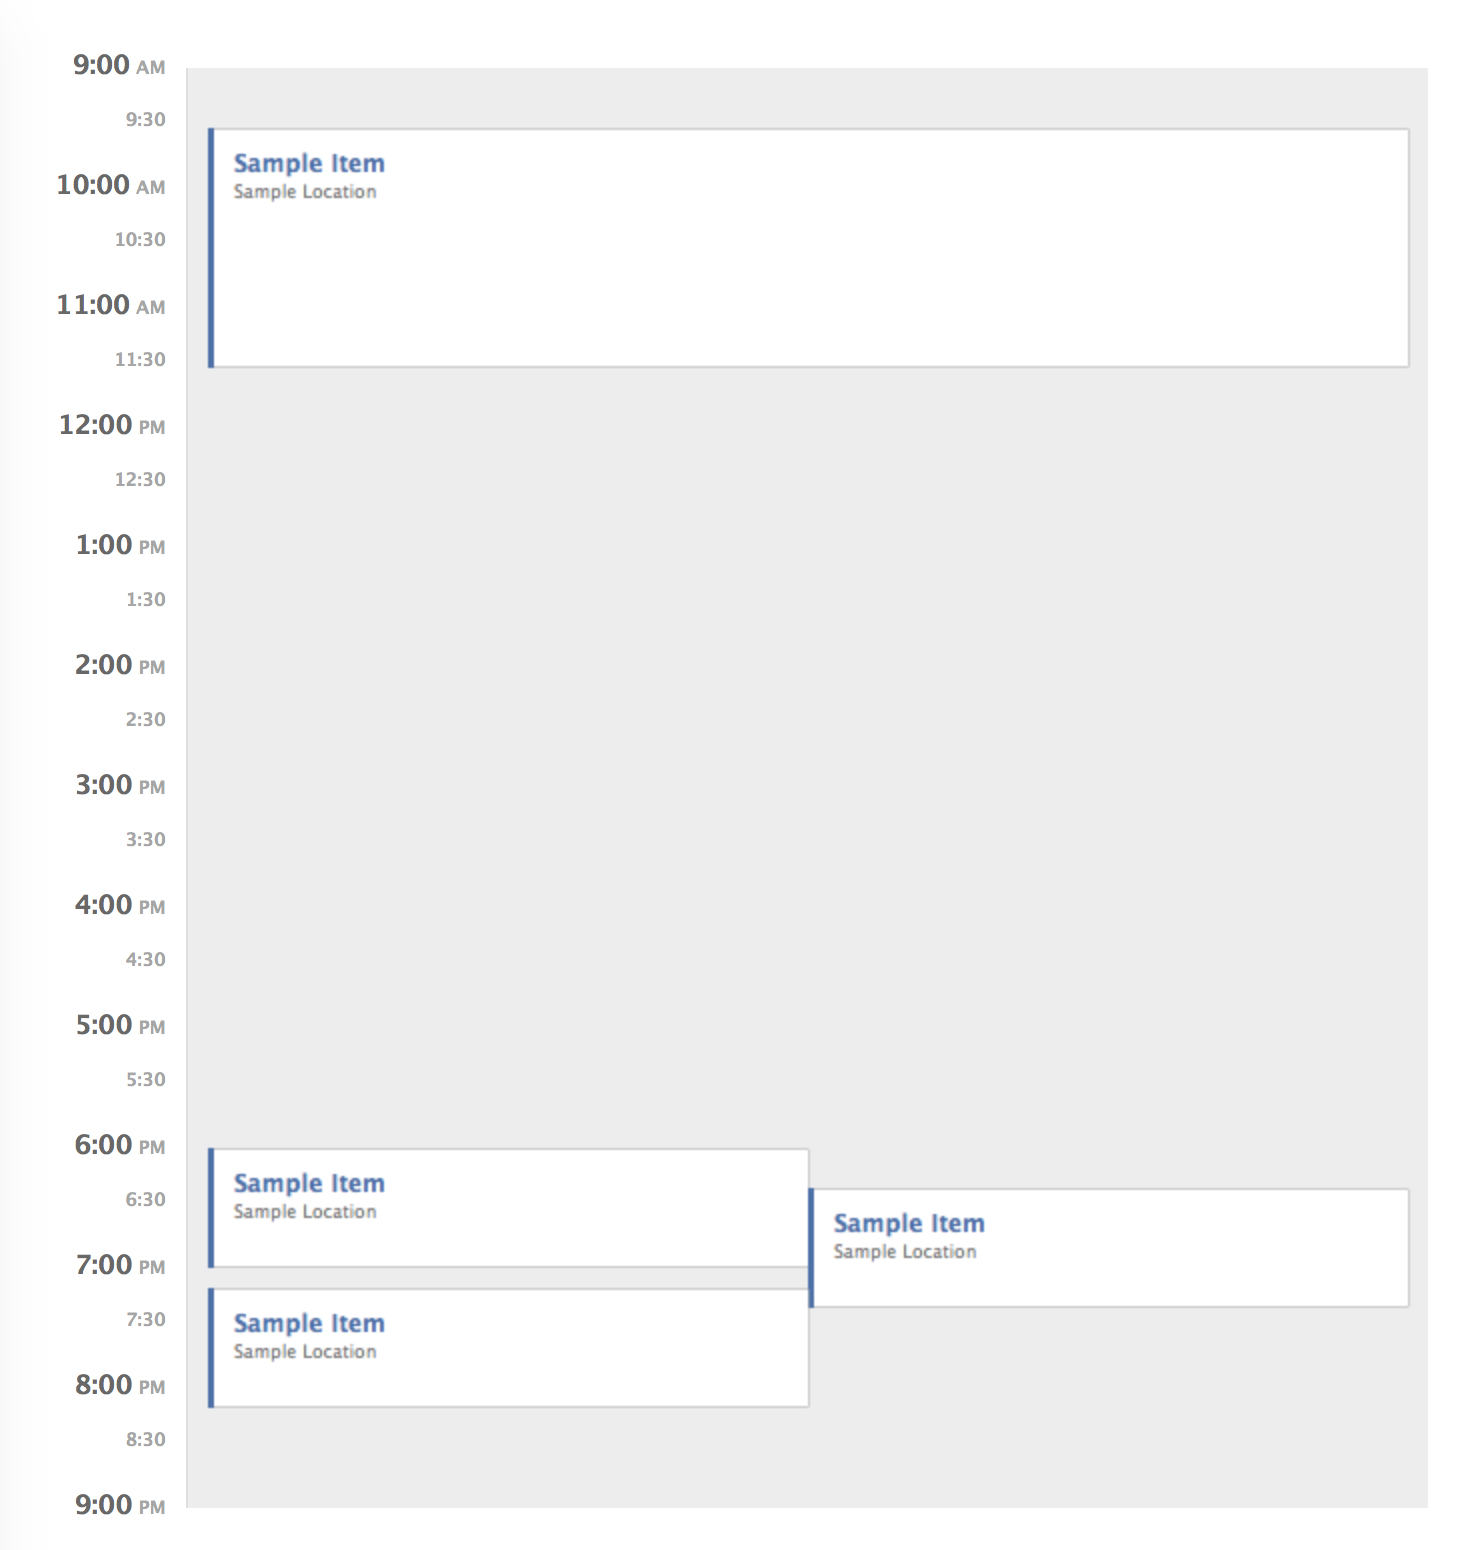 9:00 AM
9:30
Sample Item
10:00 AM
Sample Location
10:30
11:00 AM
11:30
12:00 PM
12:30
1:00 PM
1:30
2:00 PM
2:30
3:00 PM
3:30
4:00 PM
4:30
5:00 PM
5:30
6:00 PM
Sample Item
6:30
Sample Location
Sample Item
Sample Location
7:00 PM
7:30
Sample Item
Sample Location
8:00 PM
8:30
9:00 PM